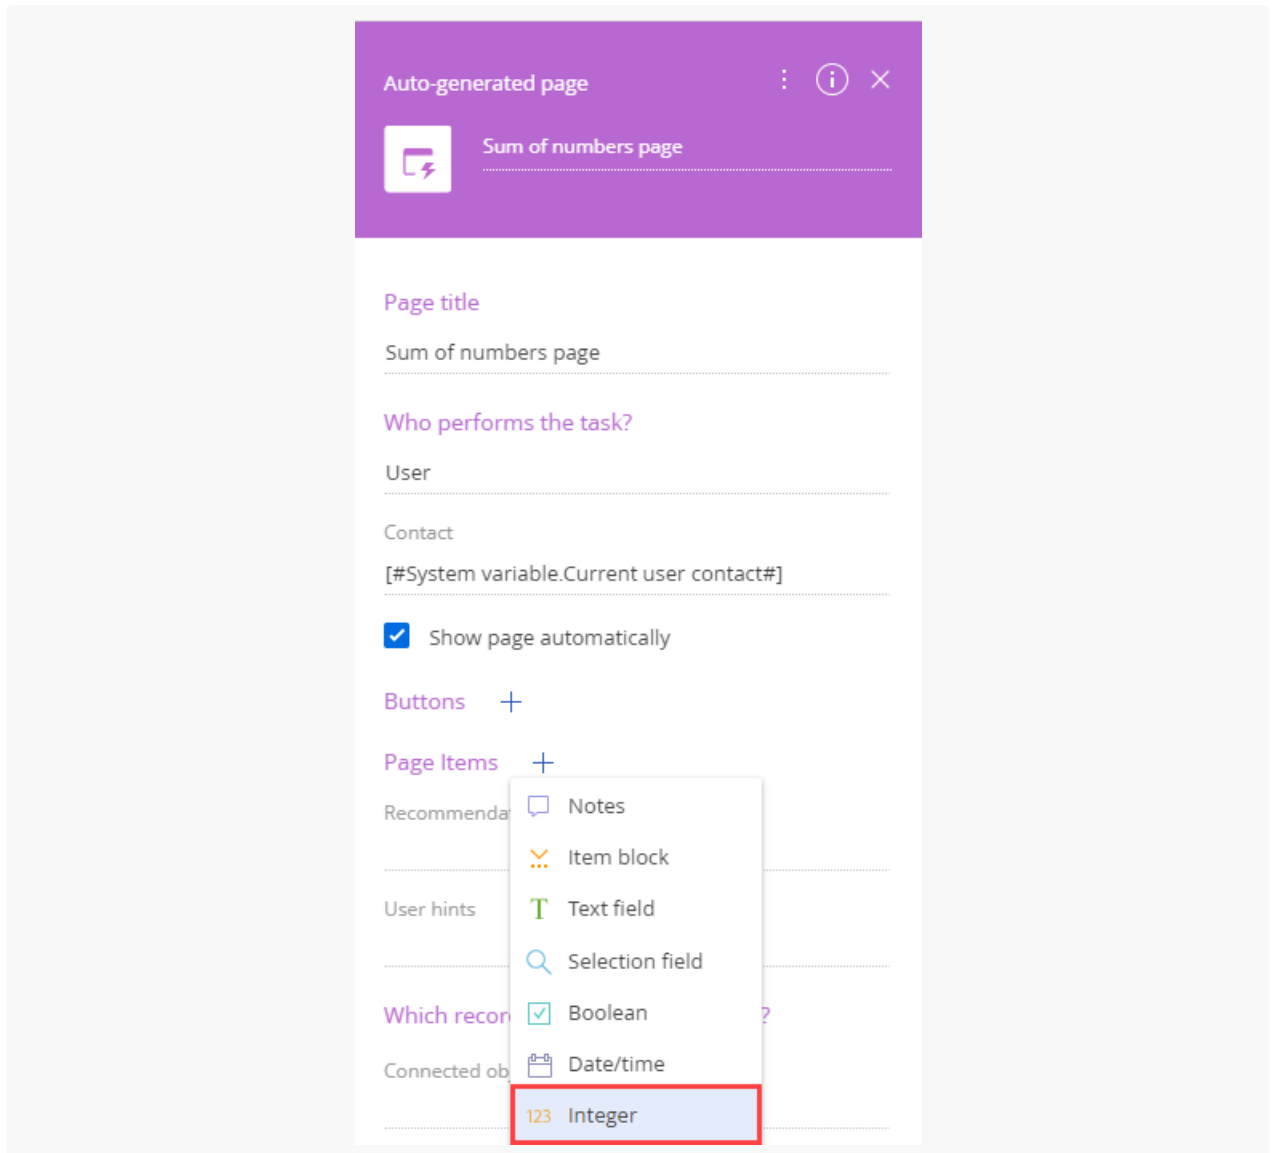 Auto-generated page
Sum of numbers page
Page title
Sum of numbers page
Who performs the task?
User
Contact
[#System variable.Current user contact#]
Show page automatically
Buttons
Page Items
Notes
Item block
Text field
User hints
Selection field
Boolean
?
Date/time
123 Integer